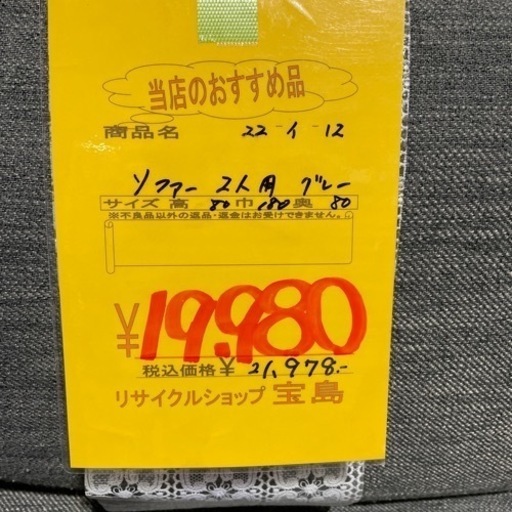 当店のおすすめ品
商品名 22-イ-12
ソファー 2人用 グレー
サイズ 高 80 巾 180 奥 80
※不良品以外の返品・返金はお受けできません。
¥19,980
税込価格¥ 21,978.-
リサイクルショップ 宝島